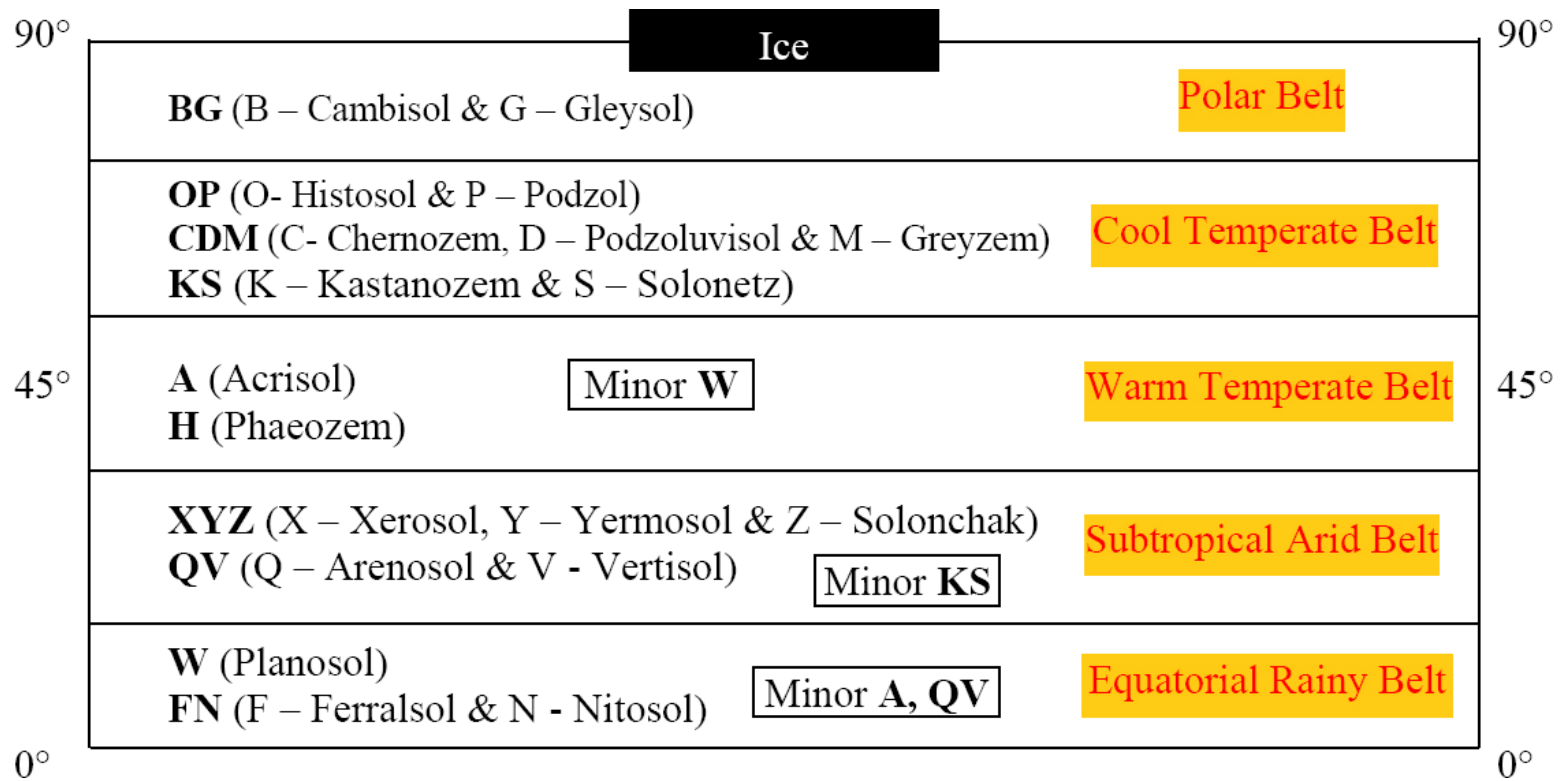 90° Ice 90°
BG (B – Cambisol & G – Gleysol) Polar Belt
OP (O- Histosol & P – Podzol)
CDM (C- Chernozem, D – Podzoluvisol & M – Greyzem) Cool Temperate Belt
KS (K – Kastanozem & S – Solonetz)
45° A (Acrisol) Minor W Warm Temperate Belt 45°
H (Phaeozem)
XYZ (X – Xerosol, Y – Yermosol & Z – Solonchak) Subtropical Arid Belt
QV (Q – Arenosol & V - Vertisol) Minor KS
W (Planosol) Equatorial Rainy Belt
FN (F – Ferralsol & N - Nitosol) Minor A, QV
0° 0°